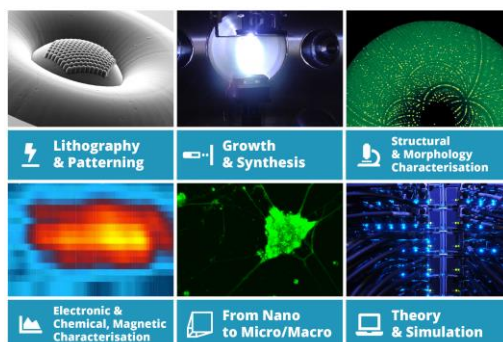 Lithography
& Patterning
Growth
& Synthesis
Structural
& Morphology
Characterisation
Electronic &
Chemical, Magnetic
Characterisation
From Nano
to Micro/Macro
Theory
& Simulation